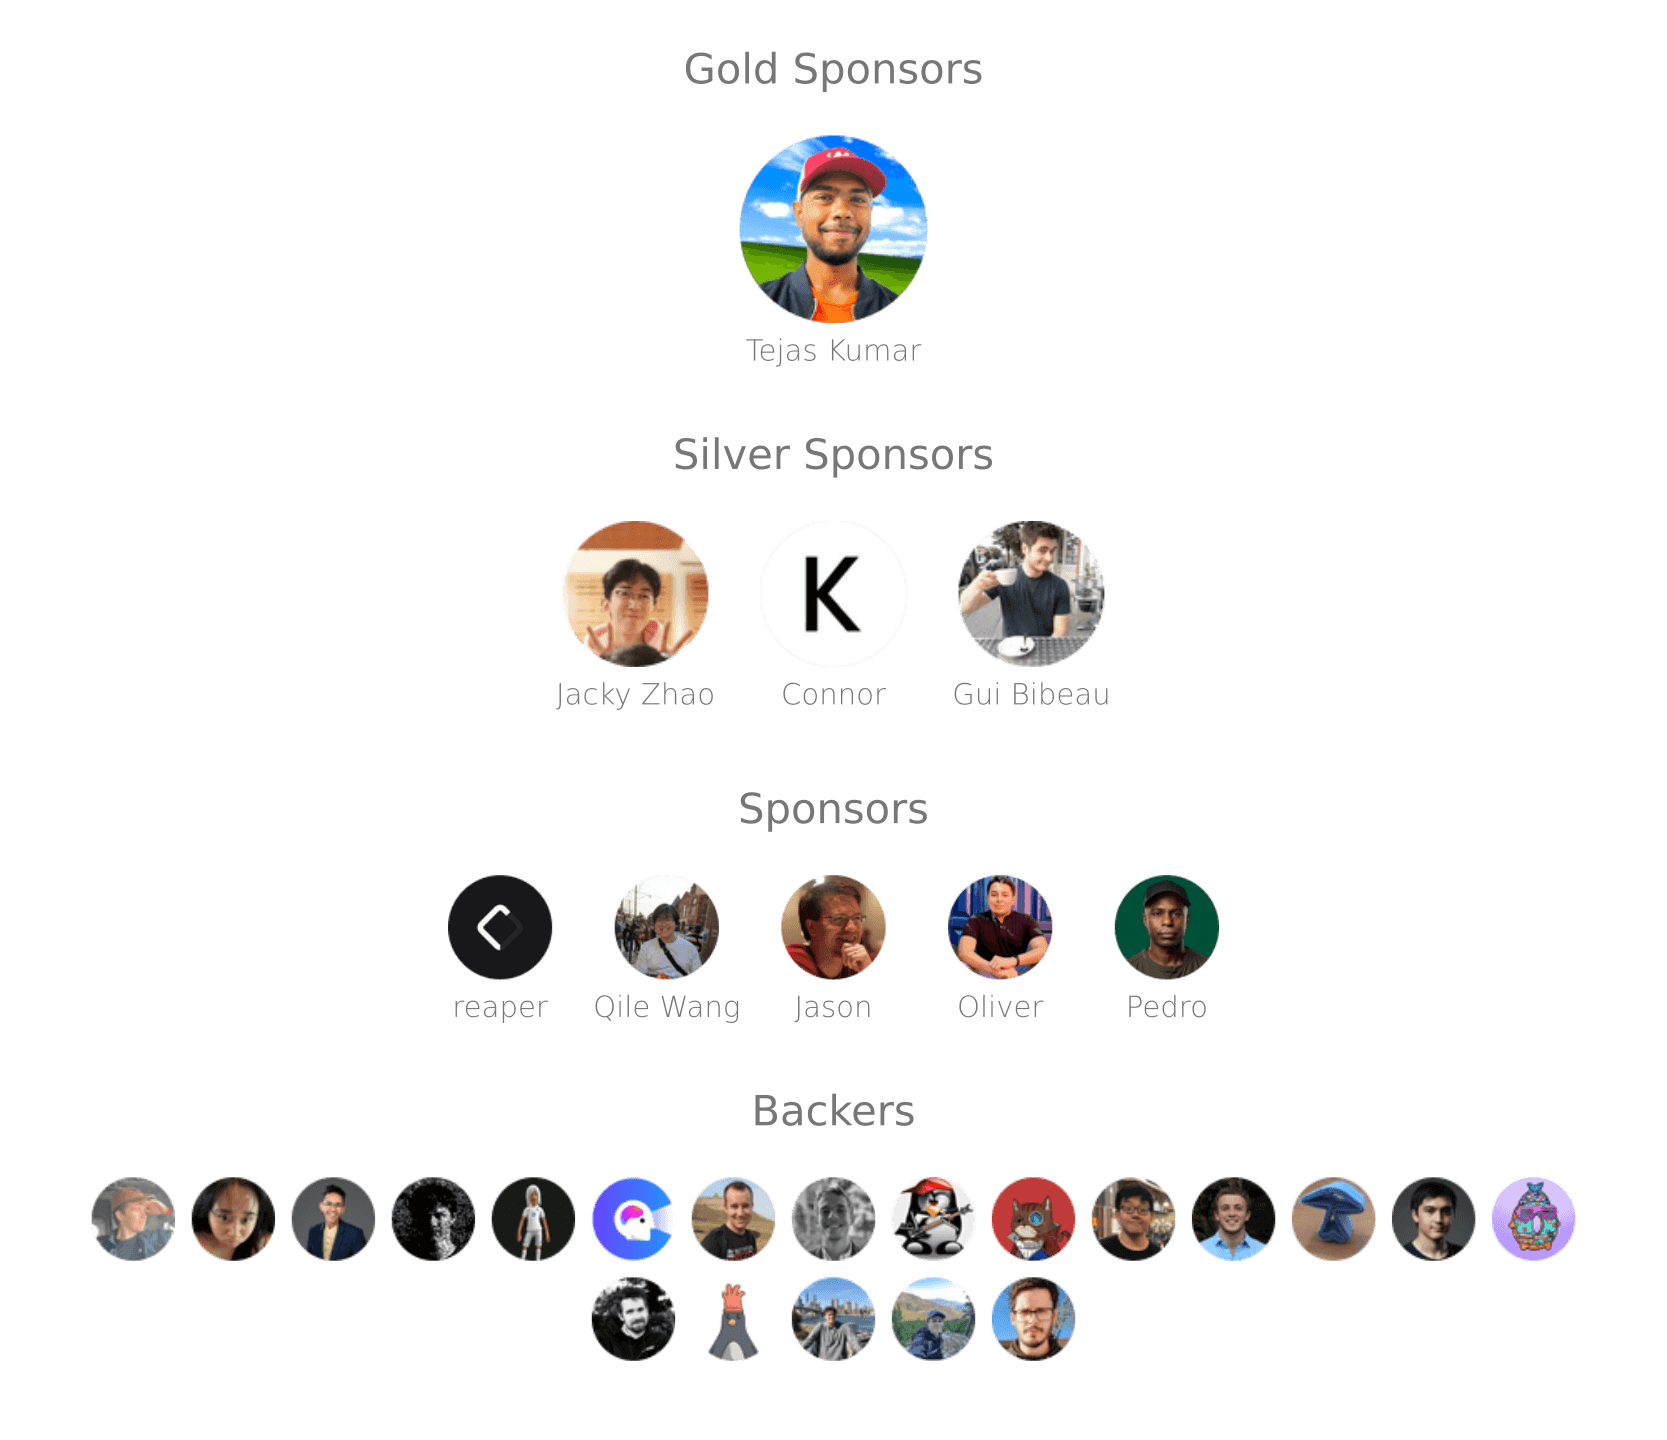 Gold Sponsors
Tejas Kumar
Silver Sponsors
K
Jacky Zhao Connor Gui Bibeau
Sponsors
reaper Qile Wang Jason Oliver Pedro
Backers